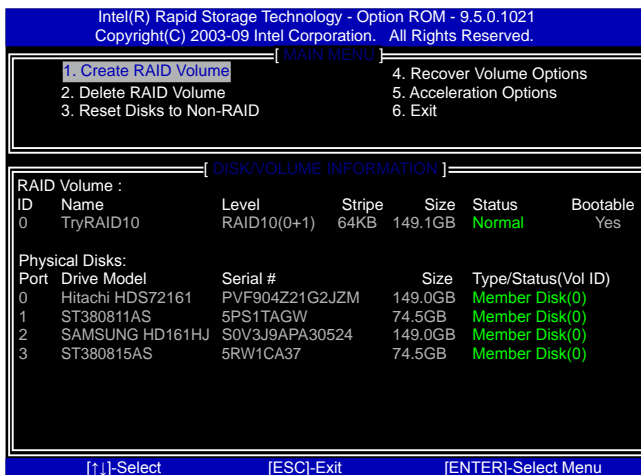 Intel(R) Rapid Storage Technology - Option ROM - 9.5.0.1021
Copyright(C) 2003-09 Intel Corporation. All Rights Reserved.
[ MAIN MENU ]
1. Create RAID Volume 4. Recover Volume Options
2. Delete RAID Volume 5. Acceleration Options
3. Reset Disks to Non-RAID 6. Exit
[ DISK/VOLUME INFORMATION ]
RAID Volume :
ID Name Level Stripe Size Status Bootable
0 TryRAID10 RAID10(0+1) 64KB 149.1GB Normal Yes
Physical Disks:
Port Drive Model Serial # Size Type/Status(Vol ID)
0 Hitachi HDS72161 PVF904Z21G2JZM 149.0GB Member Disk(0)
1 ST380811AS 5PS1TAGW 74.5GB Member Disk(0)
2 SAMSUNG HD161HJ S0V3J9APA30524 149.0GB Member Disk(0)
3 ST380815AS 5RW1CA37 74.5GB Member Disk(0)
[↑↓]-Select [ESC]-Exit [ENTER]-Select Menu